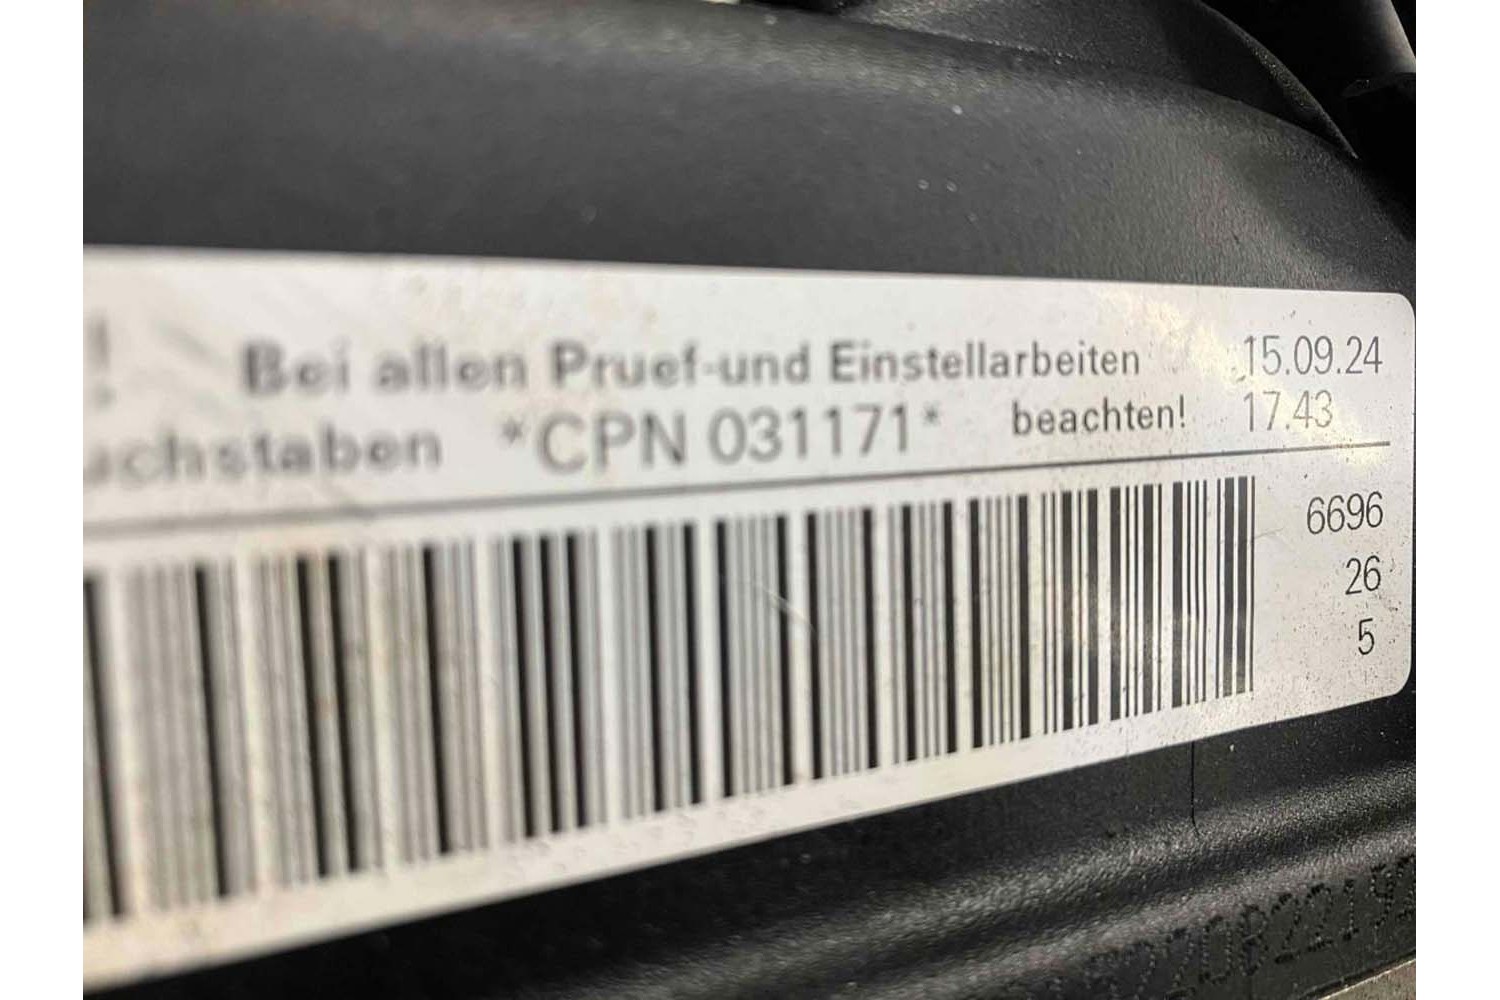 ! Bei allen Pruef-und Einstellarbeiten 15.09.24
uchstaben *CPN 031171* beachten! 17.43
6696
26
5